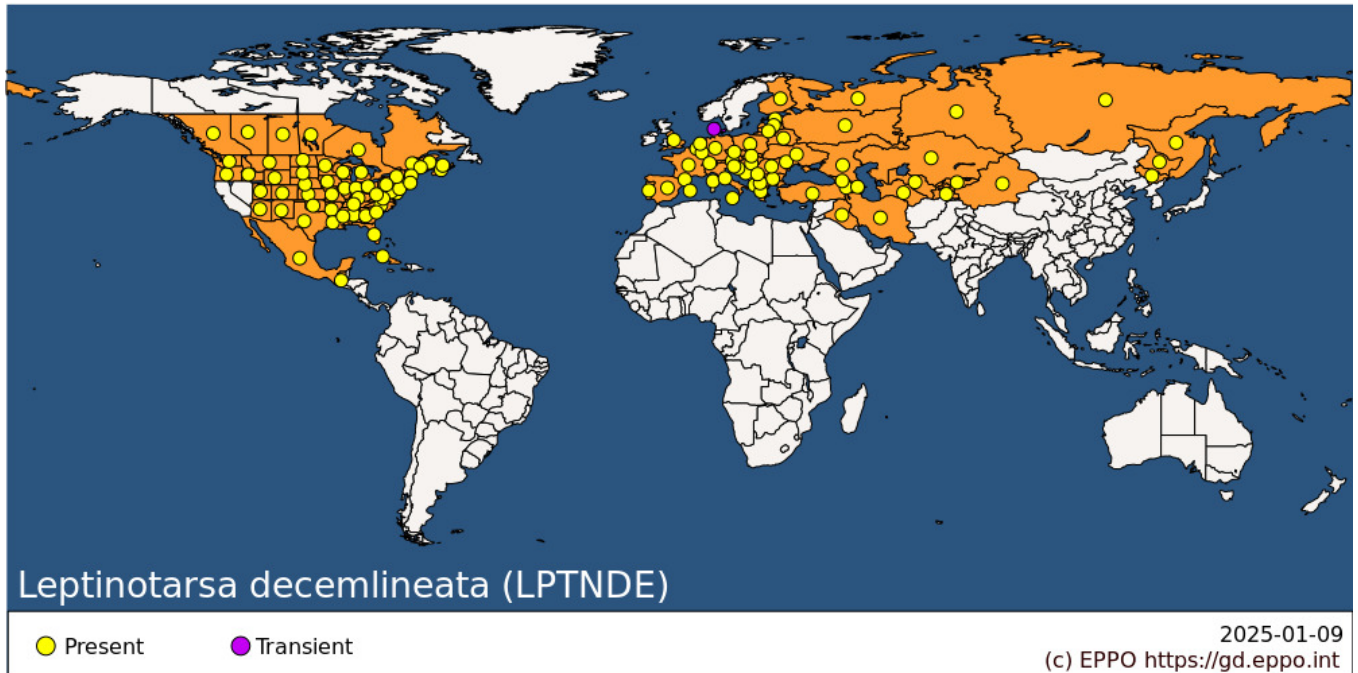 Leptinotarsa decemlineata (LPTNDE)
Present
Transient
2025-01-09
(c) EPPO https://gd.eppo.int